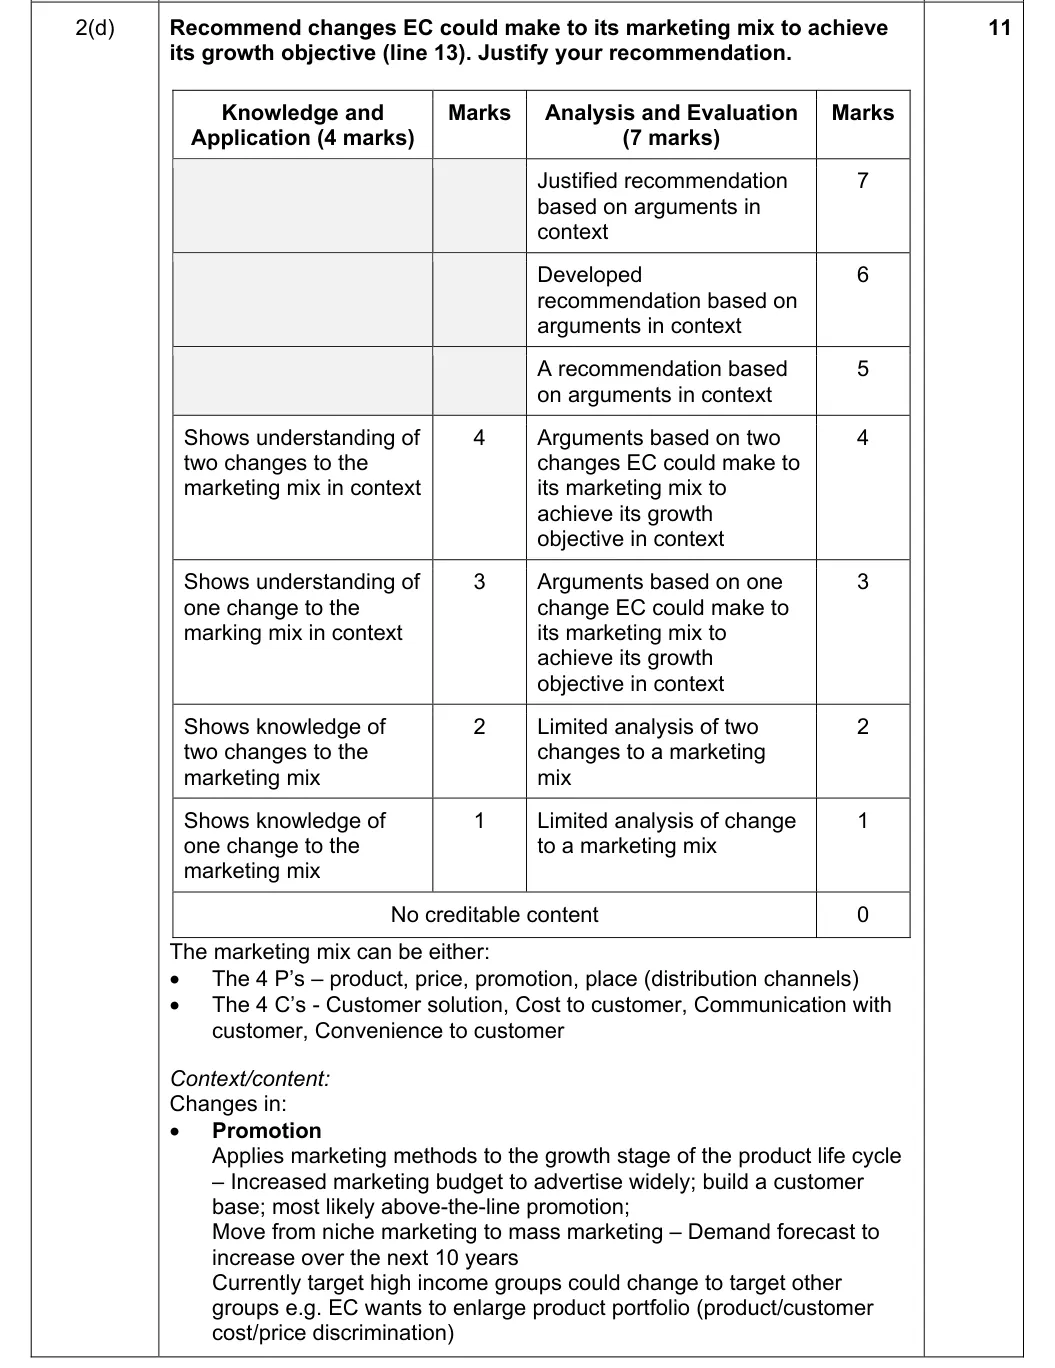 2(d)
Recommend changes EC could make to its marketing mix to achieve
its growth objective (line 13). Justify your recommendation.
11
Knowledge and
Application (4 marks)
Marks
Analysis and Evaluation
(7 marks)
Marks
Justified recommendation
based on arguments in
context
7
Developed
recommendation based on
arguments in context
6
A recommendation based
on arguments in context
5
Shows understanding of
two changes to the
marketing mix in context
4
Arguments based on two
changes EC could make to
its marketing mix to
achieve its growth
objective in context
4
Shows understanding of
one change to the
marking mix in context
3
Arguments based on one
change EC could make to
its marketing mix to
achieve its growth
objective in context
3
Shows knowledge of
two changes to the
marketing mix
2
Limited analysis of two
changes to a marketing
mix
2
Shows knowledge of
one change to the
marketing mix
1
Limited analysis of change
to a marketing mix
1
No creditable content
0
The marketing mix can be either:
• The 4 P's – product, price, promotion, place (distribution channels)
• The 4 C's - Customer solution, Cost to customer, Communication with
customer, Convenience to customer
Context/content:
Changes in:
• Promotion
Applies marketing methods to the growth stage of the product life cycle
– Increased marketing budget to advertise widely; build a customer
base; most likely above-the-line promotion;
Move from niche marketing to mass marketing – Demand forecast to
increase over the next 10 years
Currently target high income groups could change to target other
groups e.g. EC wants to enlarge product portfolio (product/customer
cost/price discrimination)